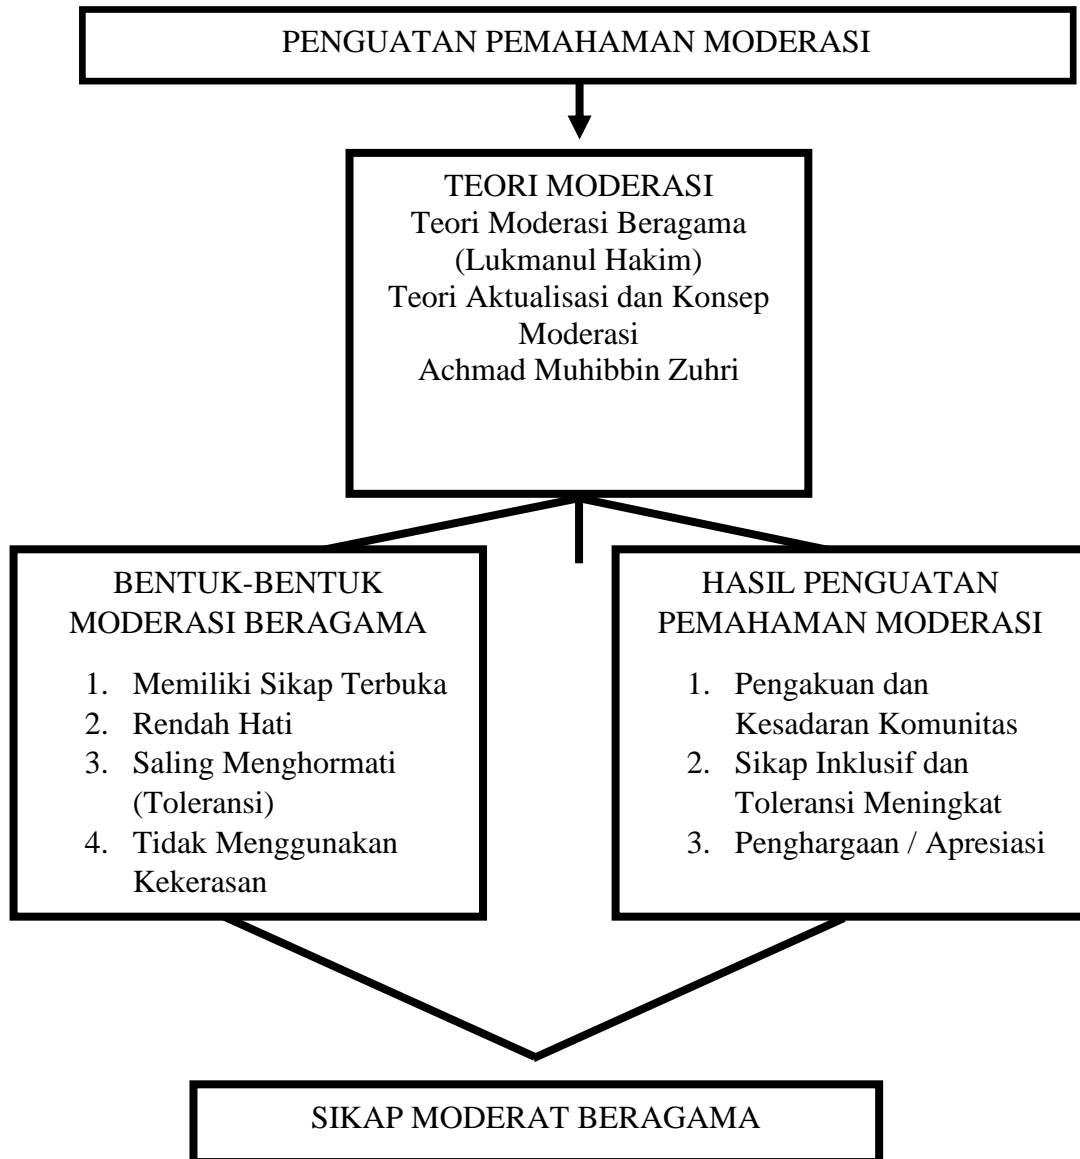 PENGUATAN PEMAHAMAN MODERASI
TEORI MODERASI
Teori Moderasi Beragama
(Lukmanul Hakim)
Teori Aktualisasi dan Konsep
Moderasi
Achmad Muhibbin Zuhri
BENTUK-BENTUK
MODERASI BERAGAMA
1. Memiliki Sikap Terbuka
2. Rendah Hati
3. Saling Menghormati
(Toleransi)
4. Tidak Menggunakan
Kekerasan
HASIL PENGUATAN
PEMAHAMAN MODERASI
1. Pengakuan dan
Kesadaran Komunitas
2. Sikap Inklusif dan
Toleransi Meningkat
3. Penghargaan / Apresiasi
SIKAP MODERAT BERAGAMA